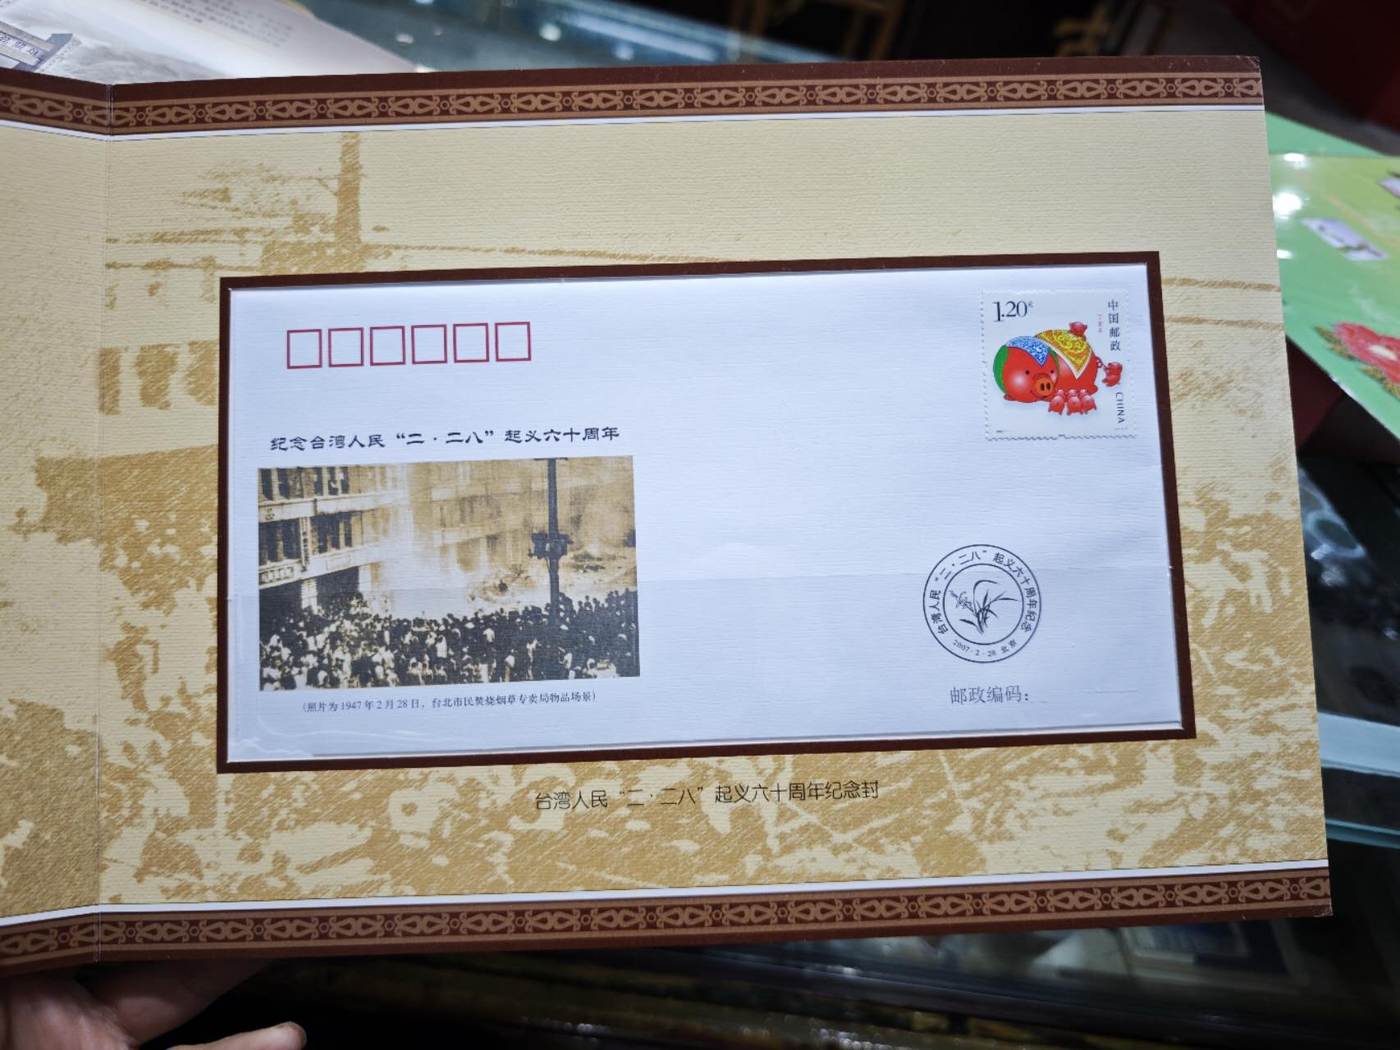 1.20元
中国邮政
CHINA
纪念台湾人民“二·二八”起义六十周年
(照片为1947年2月28日，台北市民焚烧烟草专卖局物品场景)
台湾人民“二·二八”起义六十周年纪念
2007·2·28 北京
邮政编码：
台湾人民“二·二八”起义六十周年纪念封